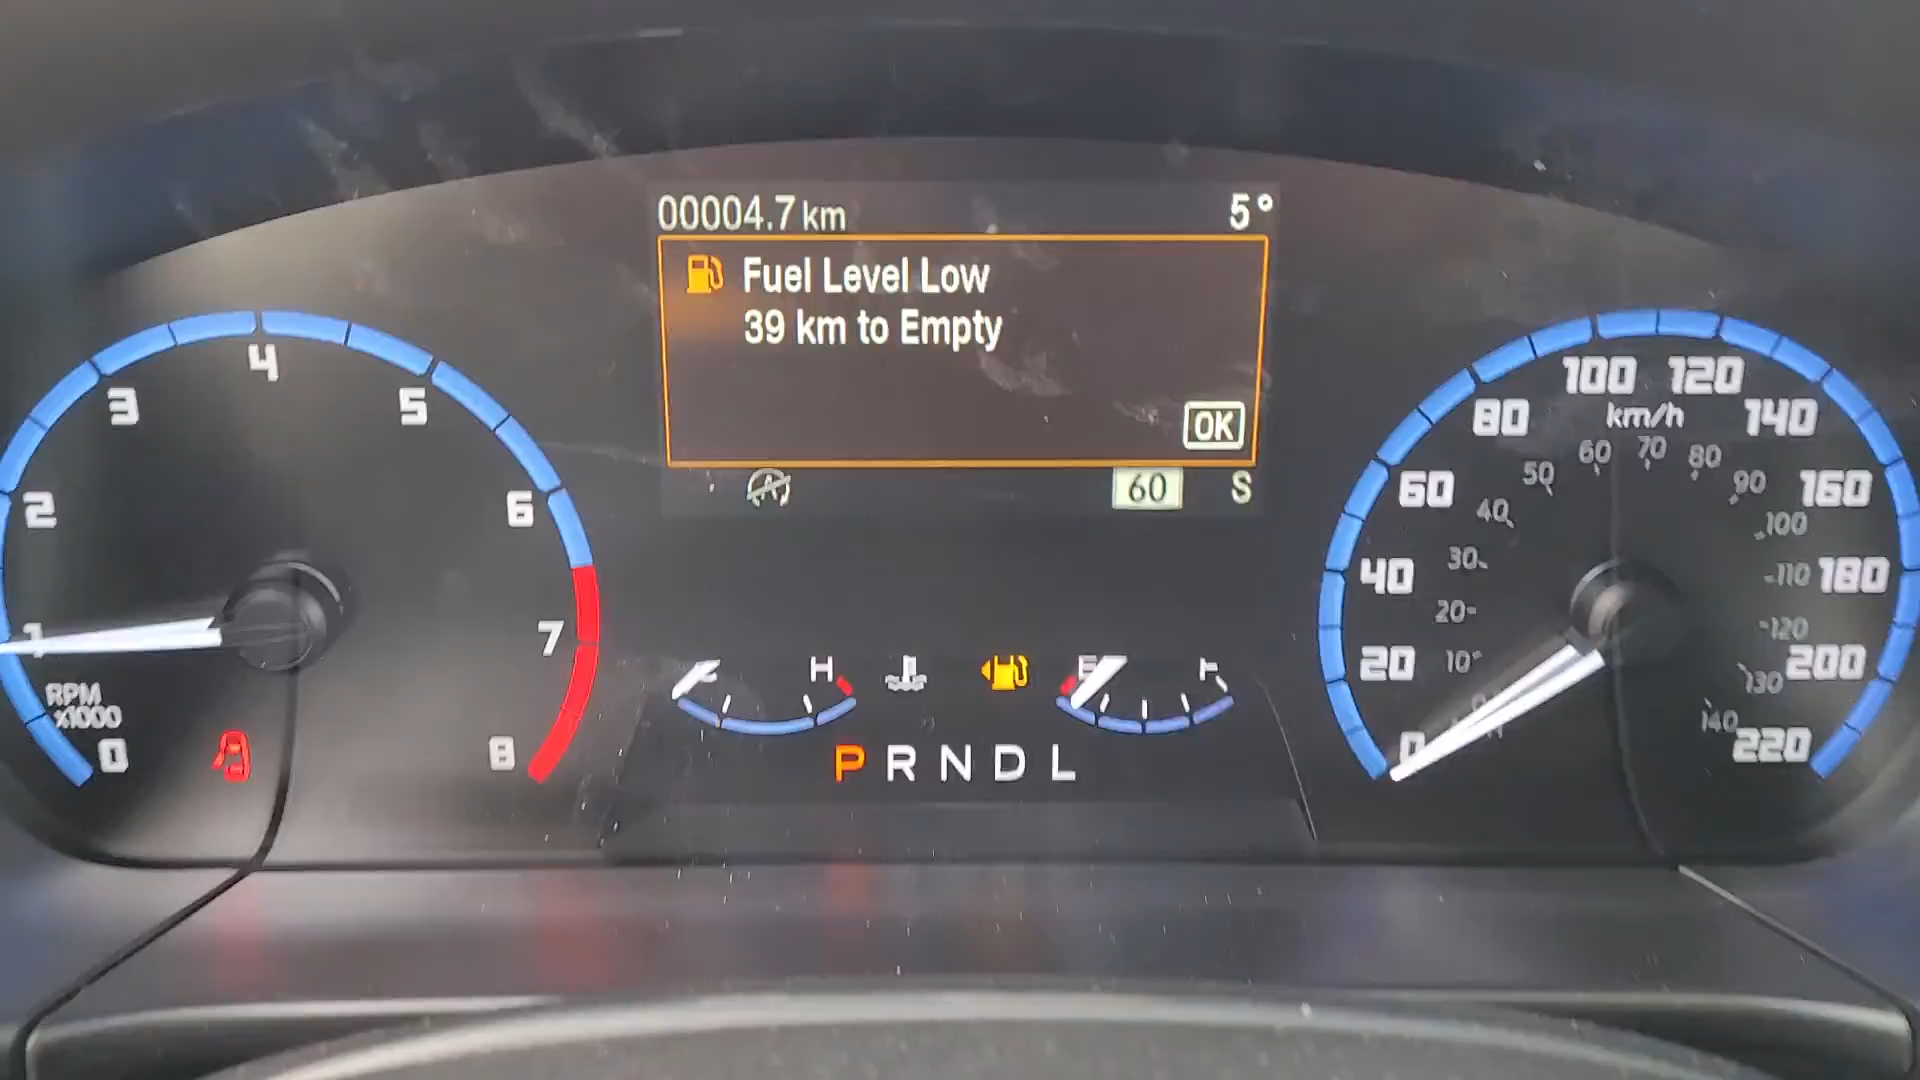 00004.7 km 5°
Fuel Level Low
39 km to Empty
OK
60 S
0 1 2 3 4 5 6 7 8
RPM
x1000
H
E F
P R N D L
0 20 40 60 80 100 120 140 160 180 200 220
km/h
10 20 30 40 50 60 70 80 90 100 110 120 130 140